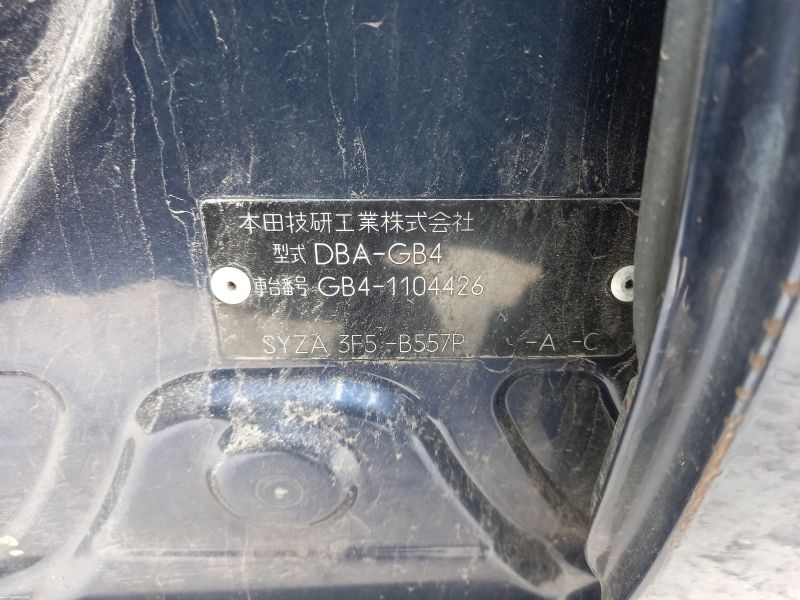 本田技研工業株式会社
型式 DBA-GB4
車台番号 GB4-1104426
SYZA 3F5 -B557P -A -C